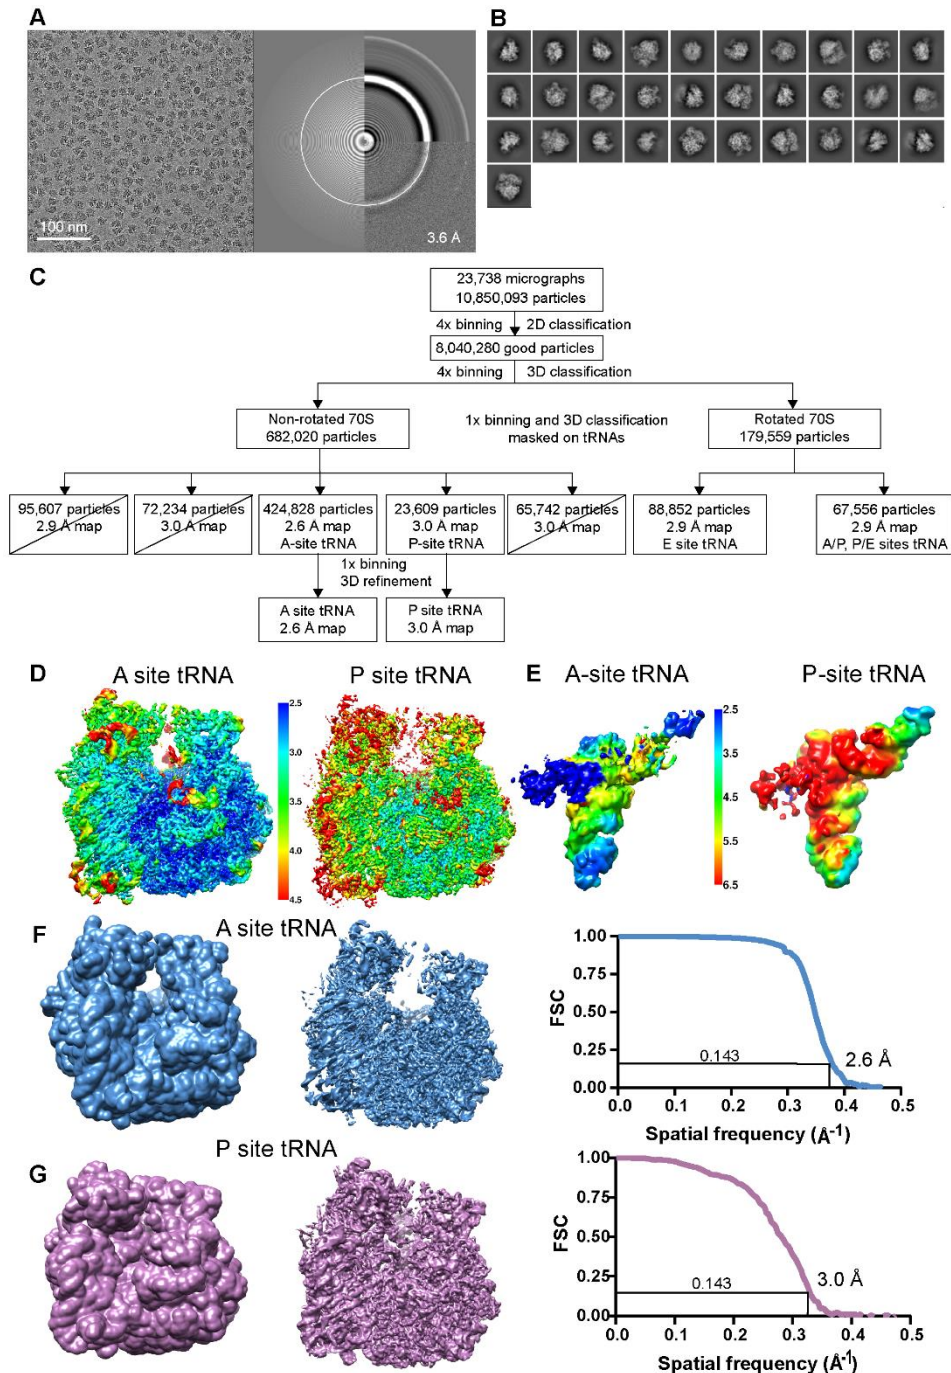 A
B
100 nm
3.6 Å
C
23,738 micrographs
10,850,093 particles
4x binning
2D classification
8,040,280 good particles
4x binning
3D classification
Non-rotated 70S
682,020 particles
1x binning and 3D classification
masked on tRNAs
Rotated 70S
179,559 particles
95,607 particles
2.9 Å map
72,234 particles
3.0 Å map
424,828 particles
2.6 Å map
A-site tRNA
23,609 particles
3.0 Å map
P-site tRNA
65,742 particles
3.0 Å map
88,852 particles
2.9 Å map
E site tRNA
67,556 particles
2.9 Å map
A/P, P/E sites tRNA
1x binning
3D refinement
A site tRNA
2.6 Å map
P site tRNA
3.0 Å map
D
A site tRNA
P site tRNA
2.5
3.0
3.5
4.0
4.5
E
A-site tRNA
P-site tRNA
2.5
3.5
4.5
5.5
6.5
F
A site tRNA
FSC
1.00
0.75
0.50
0.25
0.00
0.143
2.6 Å
0.0 0.1 0.2 0.3 0.4 0.5
Spatial frequency (Å-1)
G
P site tRNA
FSC
1.00
0.75
0.50
0.25
0.00
0.143
3.0 Å
0.0 0.1 0.2 0.3 0.4 0.5
Spatial frequency (Å-1)